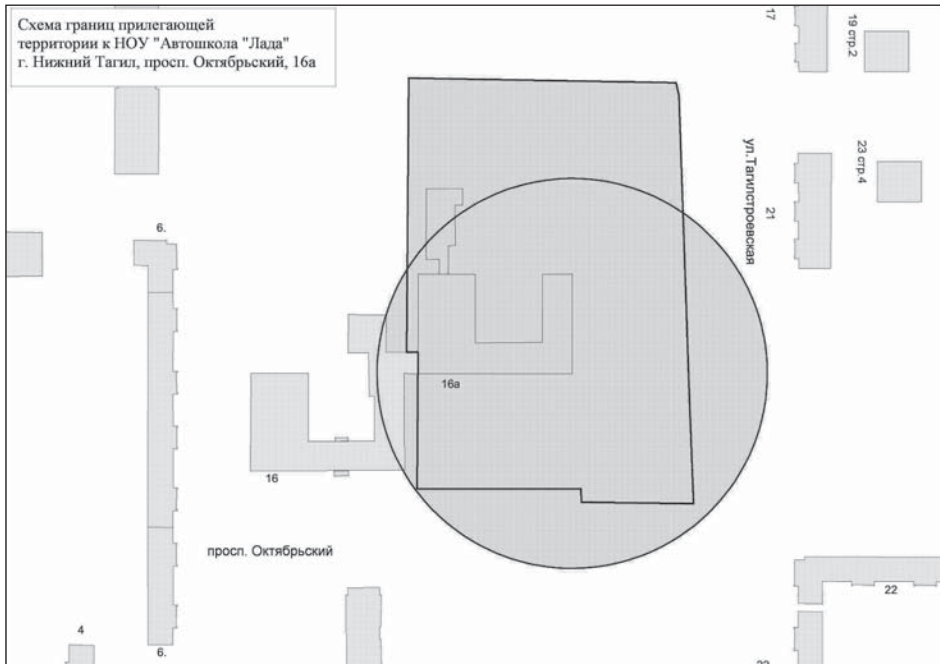 Схема границ прилегающей
территории к НОУ "Автошкола "Лада"
г. Нижний Тагил, просп. Октябрьский, 16а
17
19 стр.2
ул.Тагилстроевская
21
23 стр.4
6.
16а
16
просп. Октябрьский
22
4
6.